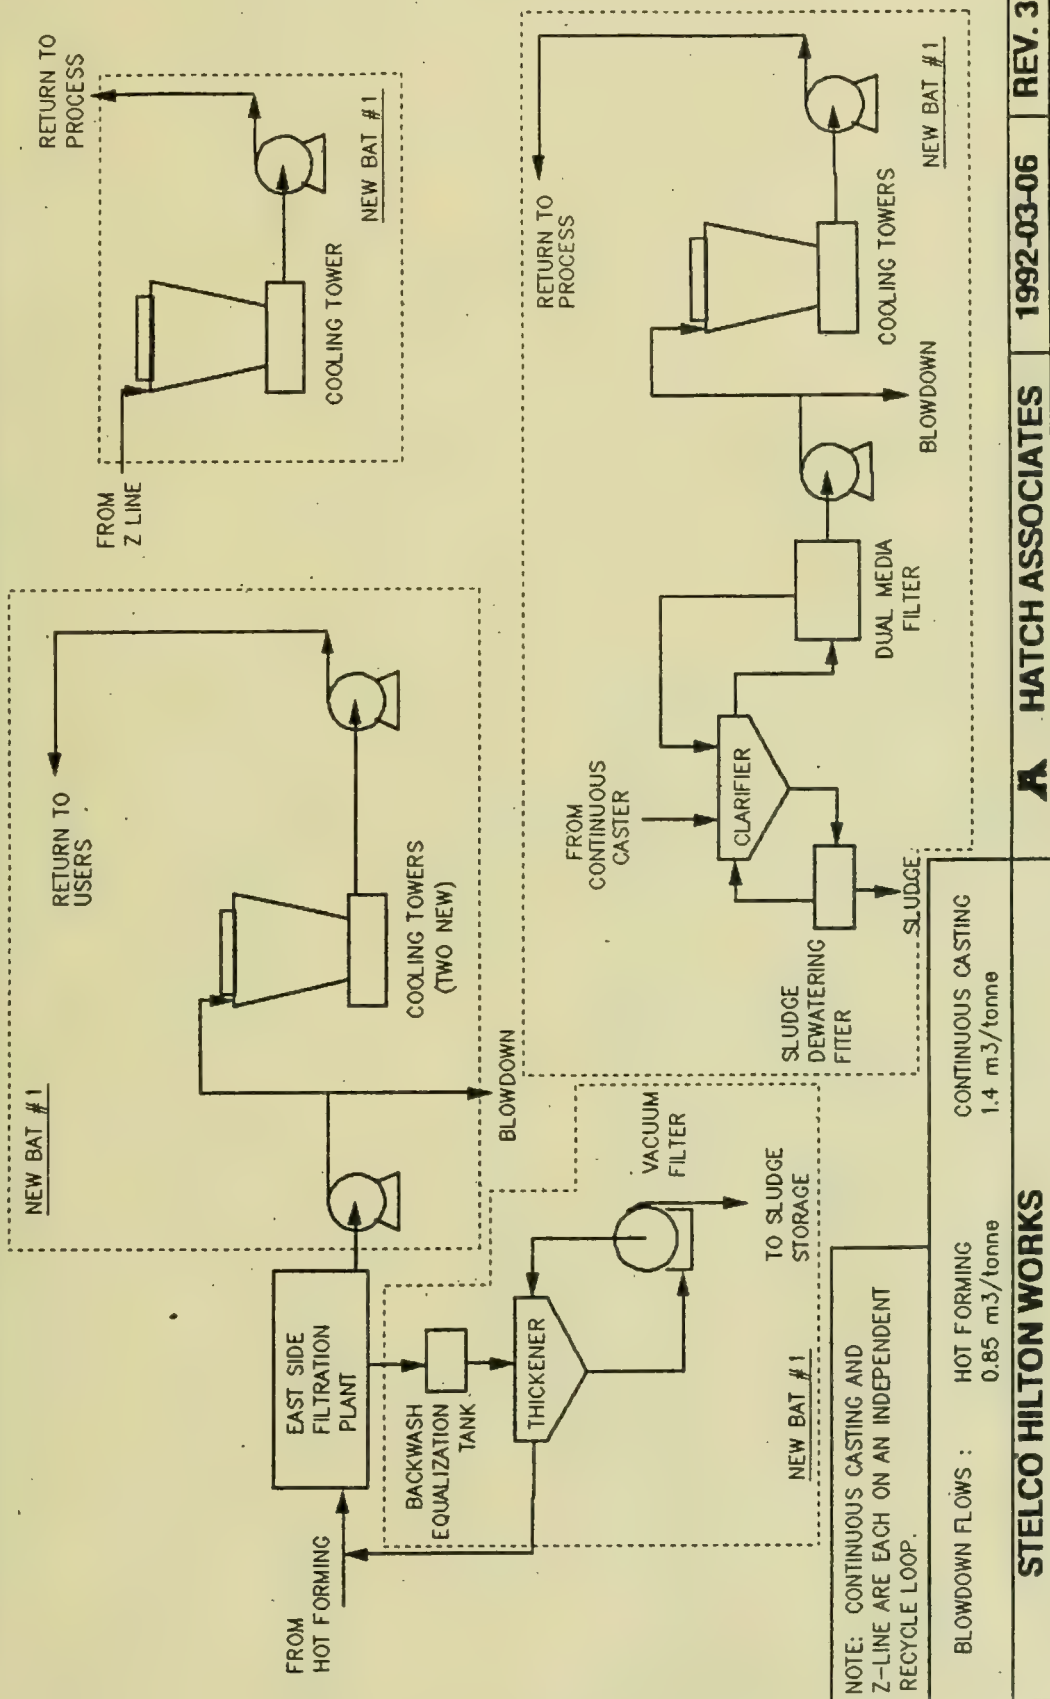 FROM
HOT FORMING
EAST SIDE
FILTRATION
PLANT
BACKWASH
EQUALIZATION
TANK
THICKENER
VACUUM
FILTER
TO SLUDGE
STORAGE
NEW BAT #1
NEW BAT #1
BLOWDOWN
COOLING TOWERS
(TWO NEW)
RETURN TO
USERS
FROM
Z LINE
COOLING TOWER
RETURN TO
PROCESS
NEW BAT #1
FROM
CONTINUOUS
CASTER
CLARIFIER
SLUDGE
DEWATERING
FITER
SLUDGE
DUAL MEDIA
FILTER
BLOWDOWN
COOLING TOWERS
RETURN TO
PROCESS
NEW BAT #1
NOTE: CONTINUOUS CASTING AND
Z-LINE ARE EACH ON AN INDEPENDENT
RECYCLE LOOP.
BLOWDOWN FLOWS : HOT FORMING CONTINUOUS CASTING
0.85 m3/tonne 1.4 m3/tonne
STELCO HILTON WORKS HATCH ASSOCIATES 1992-03-06 REV. 3